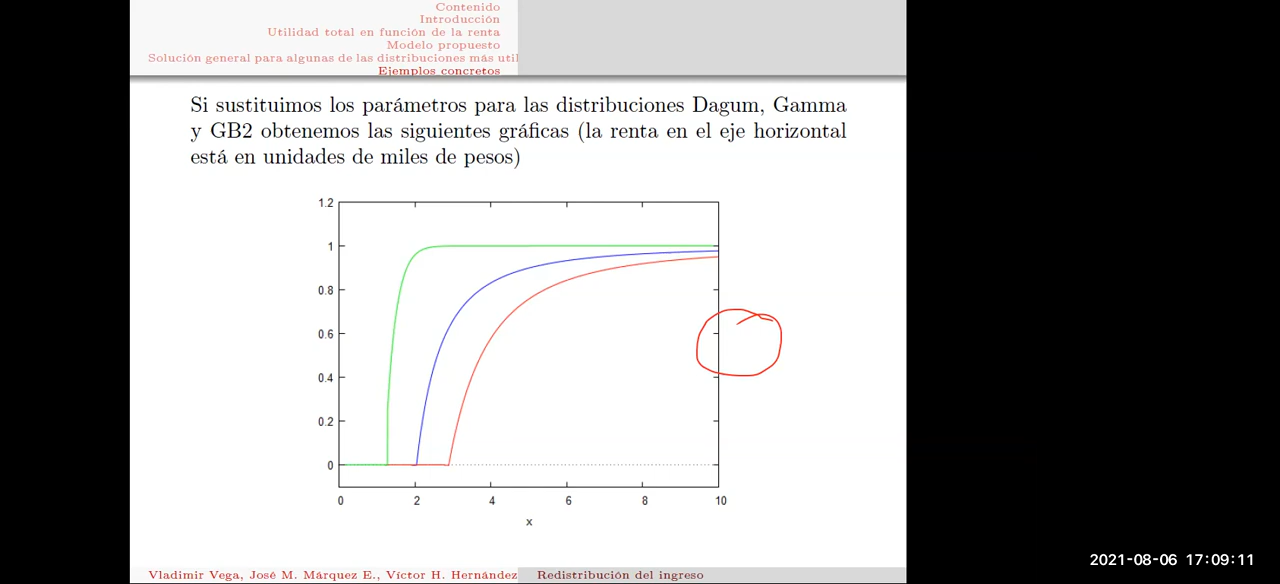 Contenido
Introducción
Utilidad total en función de la renta
Modelo propuesto
Solución general para algunas de las distribuciones más util
Ejemplos concretos
Si sustituimos los parámetros para las distribuciones Dagum, Gamma
y GB2 obtenemos las siguientes gráficas (la renta en el eje horizontal
está en unidades de miles de pesos)
1.2
1
0.8
0.6
0.4
0.2
0
0 2 4 6 8 10
x
Vladimir Vega, José M. Márquez E., Víctor H. Hernández Redistribución del ingreso
2021-08-06 17:09:11